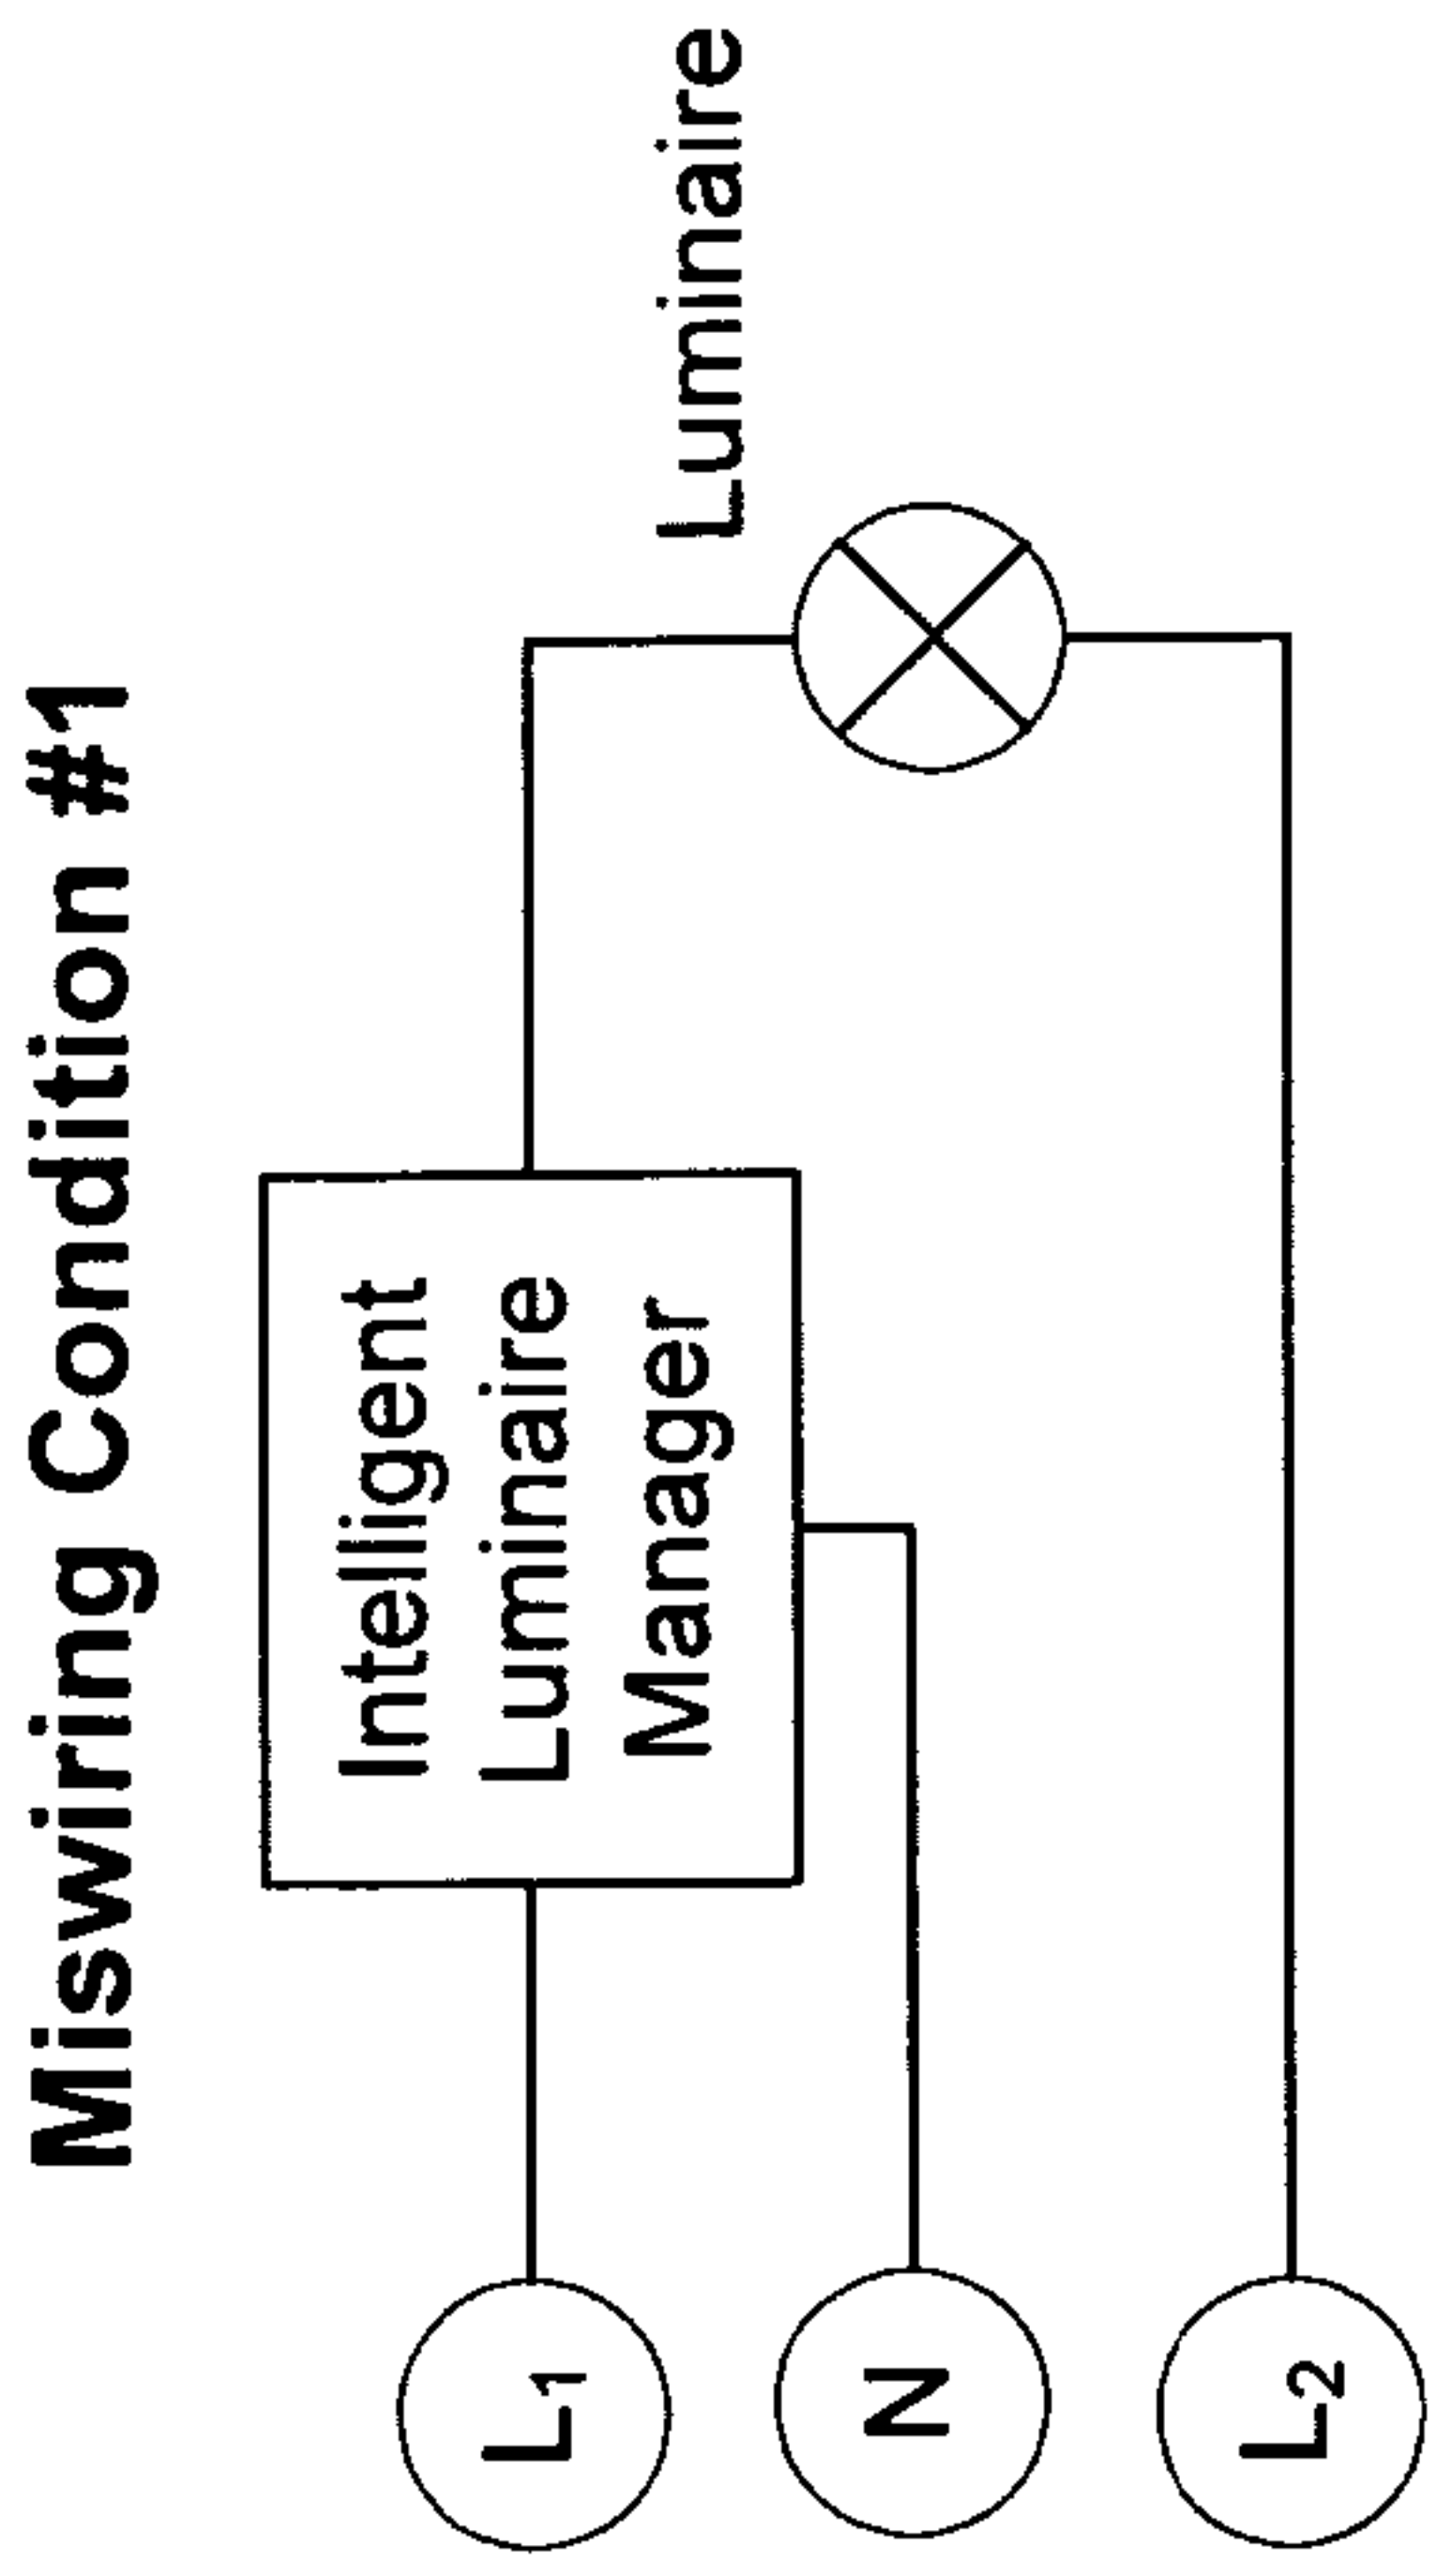 Miswiring Condition #1
Intelligent
Luminaire
Manager
Luminaire
L1
N
L2